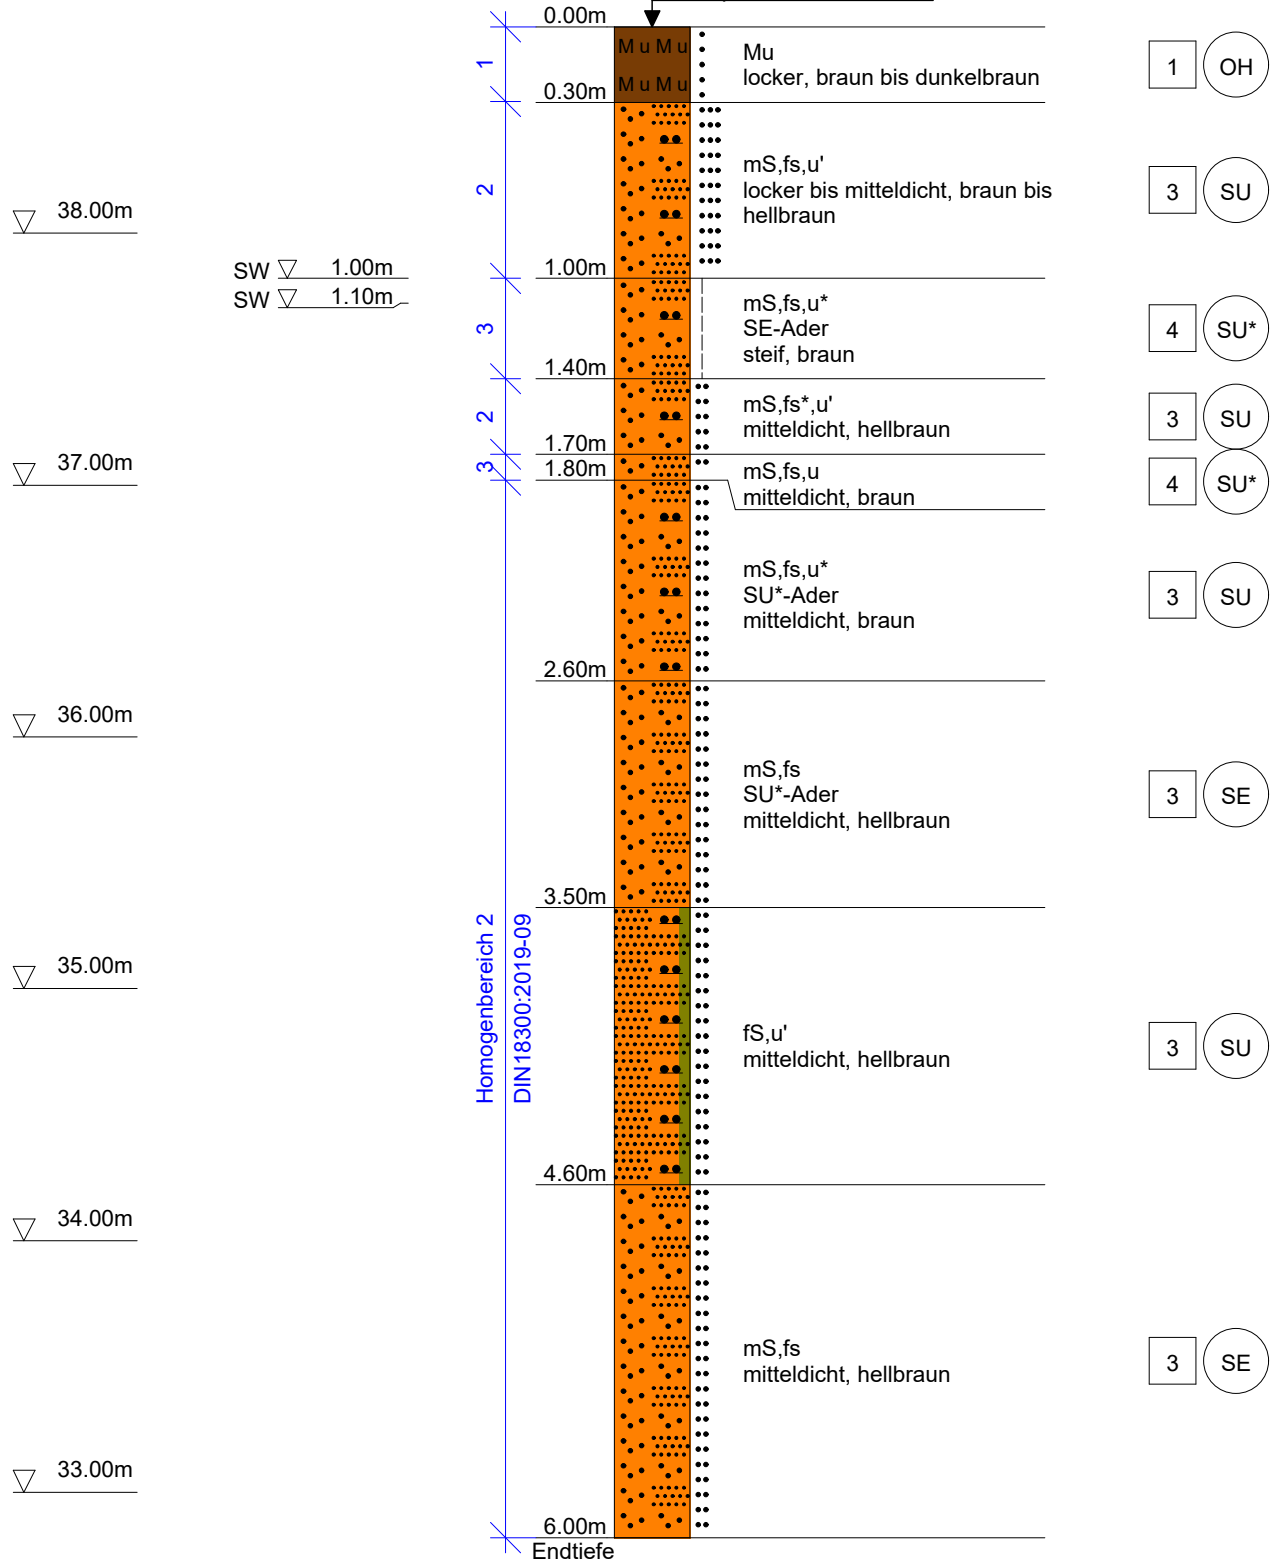 0.00m
M u M u
M u M u
1
Mu
locker, braun bis dunkelbraun
1
OH
0.30m
2
mS,fs,u'
locker bis mitteldicht, braun bis
hellbraun
3
SU
38.00m
1.00m
SW 1.00m
SW 1.10m
3
mS,fs,u*
SE-Ader
steif, braun
4
SU*
1.40m
2
mS,fs*,u'
mitteldicht, hellbraun
3
SU
1.70m
37.00m
3
1.80m
mS,fs,u
mitteldicht, braun
4
SU*
mS,fs,u*
SU*-Ader
mitteldicht, braun
3
SU
2.60m
36.00m
mS,fs
SU*-Ader
mitteldicht, hellbraun
3
SE
3.50m
35.00m
Homogenbereich 2
DIN18300:2019-09
fS,u'
mitteldicht, hellbraun
3
SU
4.60m
34.00m
mS,fs
mitteldicht, hellbraun
3
SE
33.00m
6.00m
Endtiefe